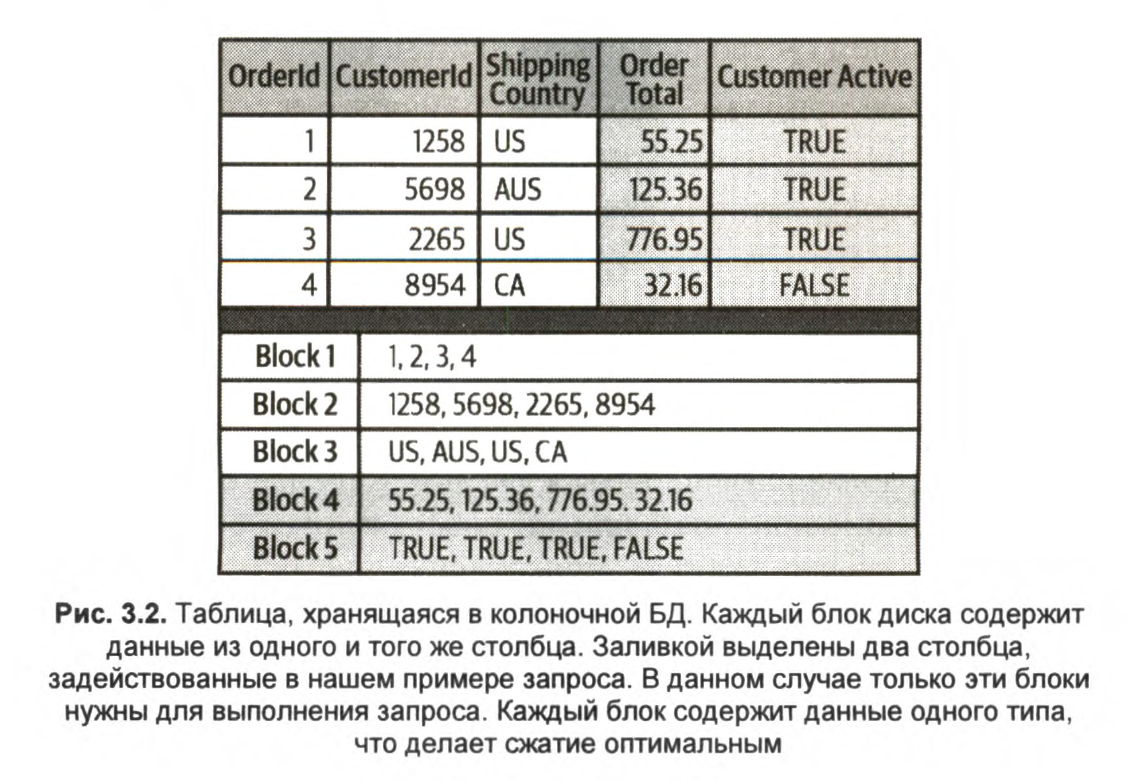 OrderId CustomerId Shipping Country Order Total Customer Active
1 1258 US 55.25 TRUE
2 5698 AUS 125.36 TRUE
3 2265 US 776.95 TRUE
4 8954 CA 32.16 FALSE
Block 1 1, 2, 3, 4
Block 2 1258, 5698, 2265, 8954
Block 3 US, AUS, US, CA
Block 4 55.25, 125.36, 776.95. 32.16
Block 5 TRUE, TRUE, TRUE, FALSE
Рис. 3.2. Таблица, хранящаяся в колоночной БД. Каждый блок диска содержит
данные из одного и того же столбца. Заливкой выделены два столбца,
задействованные в нашем примере запроса. В данном случае только эти блоки
нужны для выполнения запроса. Каждый блок содержит данные одного типа,
что делает сжатие оптимальным